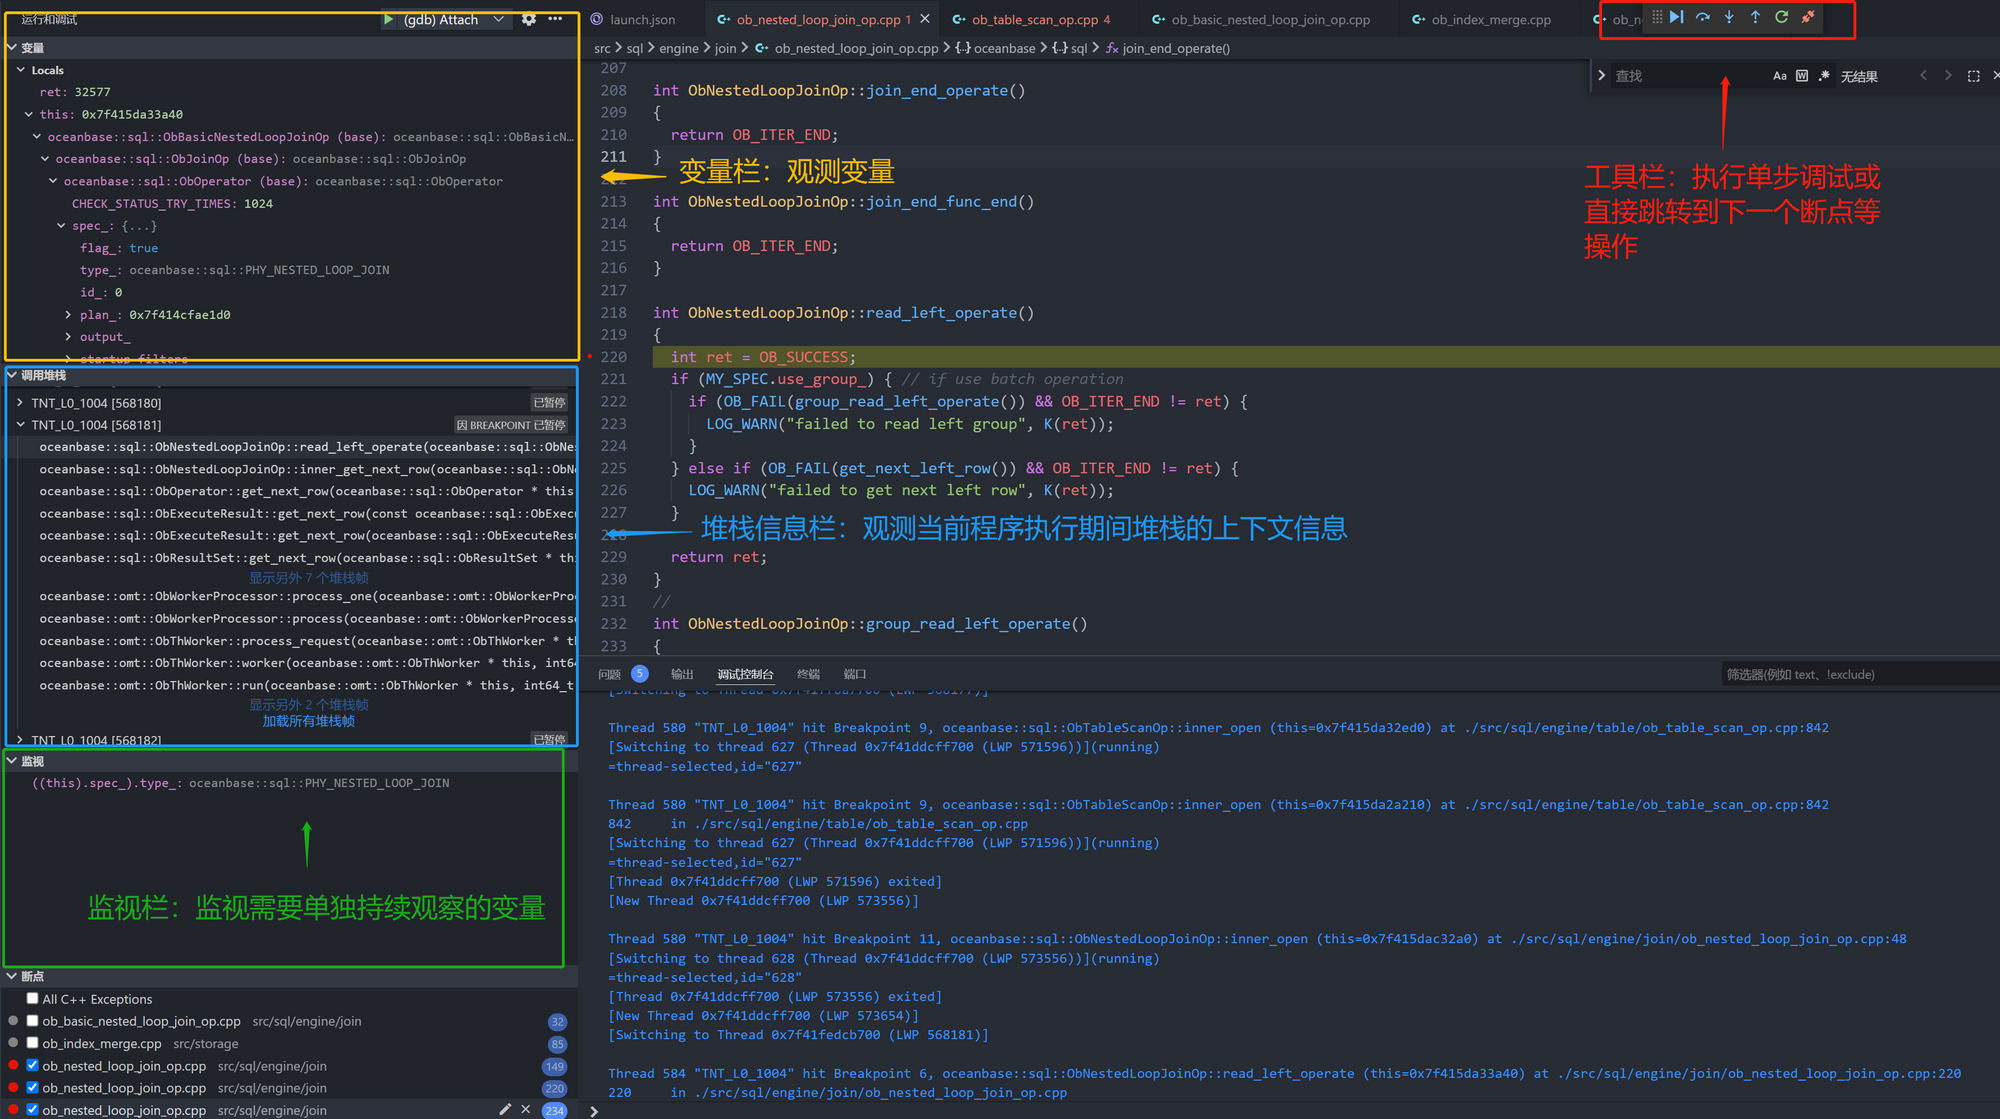 运行和调试
(gdb) Attach
变量
Locals
ret: 32577
this: 0x7f415da33a40
oceanbase::sql::ObBasicNestedLoopJoinOp (base): oceanbase::sql::ObBasicN…
oceanbase::sql::ObJoinOp (base): oceanbase::sql::ObJoinOp
oceanbase::sql::ObOperator (base): oceanbase::sql::ObOperator
CHECK_STATUS_TRY_TIMES: 1024
spec_: {...}
flag_: true
type_: oceanbase::sql::PHY_NESTED_LOOP_JOIN
id_: 0
plan_: 0x7f414cfae1d0
output_
startup_filters
调用堆栈
TNT_L0_1004 [568180] 已暂停
TNT_L0_1004 [568181] 因 BREAKPOINT 已暂停
oceanbase::sql::ObNestedLoopJoinOp::read_left_operate(oceanbase::sql::ObNes
oceanbase::sql::ObNestedLoopJoinOp::inner_get_next_row(oceanbase::sql::ObN
oceanbase::sql::ObOperator::get_next_row(oceanbase::sql::ObOperator * this
oceanbase::sql::ObExecuteResult::get_next_row(const oceanbase::sql::ObExecu
oceanbase::sql::ObExecuteResult::get_next_row(oceanbase::sql::ObExecuteResu
oceanbase::sql::ObResultSet::get_next_row(oceanbase::sql::ObResultSet * thi
显示另外 7 个堆栈帧
oceanbase::omt::ObWorkerProcessor::process_one(oceanbase::omt::ObWorkerPro
oceanbase::omt::ObWorkerProcessor::process(oceanbase::omt::ObWorkerProcess
oceanbase::omt::ObThWorker::process_request(oceanbase::omt::ObThWorker * th
oceanbase::omt::ObThWorker::worker(oceanbase::omt::ObThWorker * this, int64
oceanbase::omt::ObThWorker::run(oceanbase::omt::ObThWorker * this, int64_t
显示另外 2 个堆栈帧
加载所有堆栈帧
TNT_L0_1004 [568182] 已暂停
监视
((this).spec_).type_: oceanbase::sql::PHY_NESTED_LOOP_JOIN
监视栏：监视需要单独持续观察的变量
断点
All C++ Exceptions
ob_basic_nested_loop_join_op.cpp src/sql/engine/join 32
ob_index_merge.cpp src/storage 85
ob_nested_loop_join_op.cpp src/sql/engine/join 149
ob_nested_loop_join_op.cpp src/sql/engine/join 220
ob_nested_loop_join_op.cpp src/sql/engine/join 234
launch.json
ob_nested_loop_join_op.cpp 1
ob_table_scan_op.cpp 4
ob_basic_nested_loop_join_op.cpp
ob_index_merge.cpp
ob_n
src > sql > engine > join > ob_nested_loop_join_op.cpp > {..} oceanbase > {..} sql > join_end_operate()
查找 Aa 无结果
207
208 int ObNestedLoopJoinOp::join_end_operate()
209 {
210 return OB_ITER_END;
211 }
变量栏：观测变量
213 int ObNestedLoopJoinOp::join_end_func_end()
214 {
215 return OB_ITER_END;
216 }
217
218 int ObNestedLoopJoinOp::read_left_operate()
219 {
220 int ret = OB_SUCCESS;
221 if (MY_SPEC.use_group_) { // if use batch operation
222 if (OB_FAIL(group_read_left_operate()) && OB_ITER_END != ret) {
223 LOG_WARN("failed to read left group", K(ret));
224 }
225 } else if (OB_FAIL(get_next_left_row()) && OB_ITER_END != ret) {
226 LOG_WARN("failed to get next left row", K(ret));
227 }
堆栈信息栏：观测当前程序执行期间堆栈的上下文信息
229 return ret;
230 }
231 //
232 int ObNestedLoopJoinOp::group_read_left_operate()
233 {
工具栏：执行单步调试或
直接跳转到下一个断点等
操作
问题 5 输出 调试控制台 终端 端口
筛选器(例如 text、!exclude)
Thread 580 "TNT_L0_1004" hit Breakpoint 9, oceanbase::sql::ObTableScanOp::inner_open (this=0x7f415da32ed0) at ./src/sql/engine/table/ob_table_scan_op.cpp:842
[Switching to thread 627 (Thread 0x7f41ddcff700 (LWP 571596))](running)
=thread-selected,id="627"
Thread 580 "TNT_L0_1004" hit Breakpoint 9, oceanbase::sql::ObTableScanOp::inner_open (this=0x7f415da2a210) at ./src/sql/engine/table/ob_table_scan_op.cpp:842
842 in ./src/sql/engine/table/ob_table_scan_op.cpp
[Switching to thread 627 (Thread 0x7f41ddcff700 (LWP 571596))](running)
=thread-selected,id="627"
[Thread 0x7f41ddcff700 (LWP 571596) exited]
[New Thread 0x7f41ddcff700 (LWP 573556)]
Thread 580 "TNT_L0_1004" hit Breakpoint 11, oceanbase::sql::ObNestedLoopJoinOp::inner_open (this=0x7f415dac32a0) at ./src/sql/engine/join/ob_nested_loop_join_op.cpp:48
[Switching to thread 628 (Thread 0x7f41ddcff700 (LWP 573556))](running)
=thread-selected,id="628"
[Thread 0x7f41ddcff700 (LWP 573556) exited]
[New Thread 0x7f41ddcff700 (LWP 573654)]
[Switching to Thread 0x7f41fedcb700 (LWP 568181)]
Thread 584 "TNT_L0_1004" hit Breakpoint 6, oceanbase::sql::ObNestedLoopJoinOp::read_left_operate (this=0x7f415da33a40) at ./src/sql/engine/join/ob_nested_loop_join_op.cpp:220
220 in ./src/sql/engine/join/ob_nested_loop_join_op.cpp